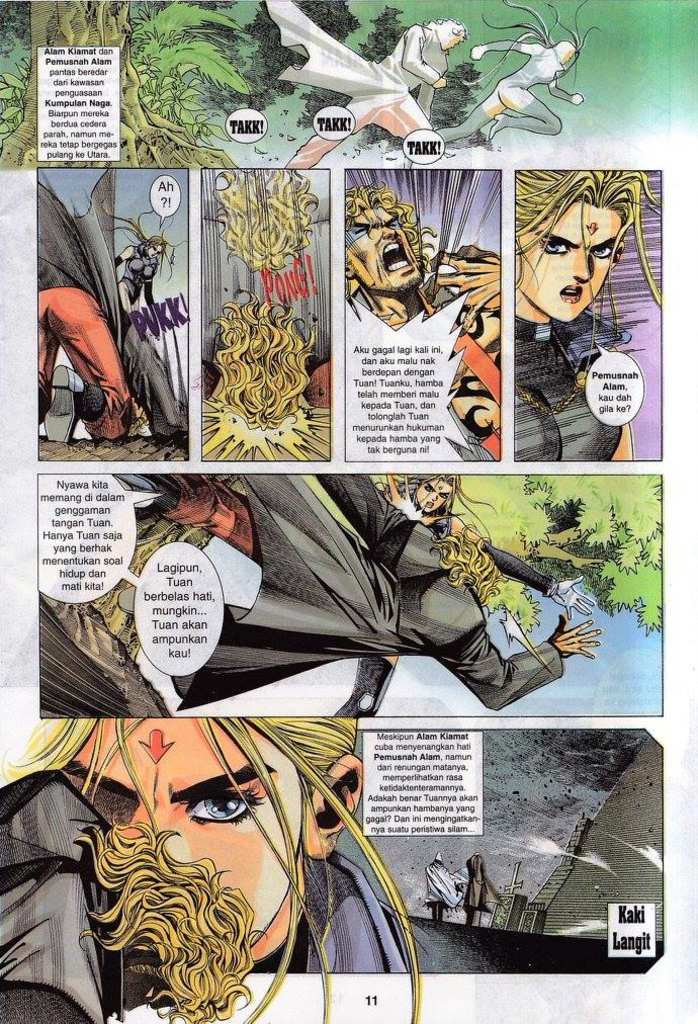 Alam Kiamat dan
Pemusnah Alam
pantas beredar
dari kawasan
penguasaan
Kumpulan Naga.
Biarpun mereka
berdua cedera
parah, namun me-
reka tetap bergegas
pulang ke Utara.
TAKK!
TAKK!
TAKK!
Ah
?!
PUKK!
PONG!
Aku gagal lagi kali ini,
dan aku malu nak
berdepan dengan
Tuan! Tuanku, hamba
telah memberi malu
kepada Tuan, dan
tolonglah Tuan
menurunkan hukuman
kepada hamba yang
tak berguna ni!
Pemusnah
Alam,
kau dah
gila ke?
Nyawa kita
memang di dalam
genggaman
tangan Tuan.
Hanya Tuan saja
yang berhak
menentukan soal
hidup dan
mati kita!
Lagipun,
Tuan
berbelas hati,
mungkin...
Tuan akan
ampunkan
kau!
Meskipun Alam Kiamat
cuba menyenangkan hati
Pemusnah Alam, namun
dari renungan matanya,
memperlihatkan rasa
ketidaktenteramannya.
Adakah benar Tuannya akan
ampunkan hambanya yang
gagal? Dan ini mengingatkan-
nya suatu peristiwa silam...
Kaki
Langit
11